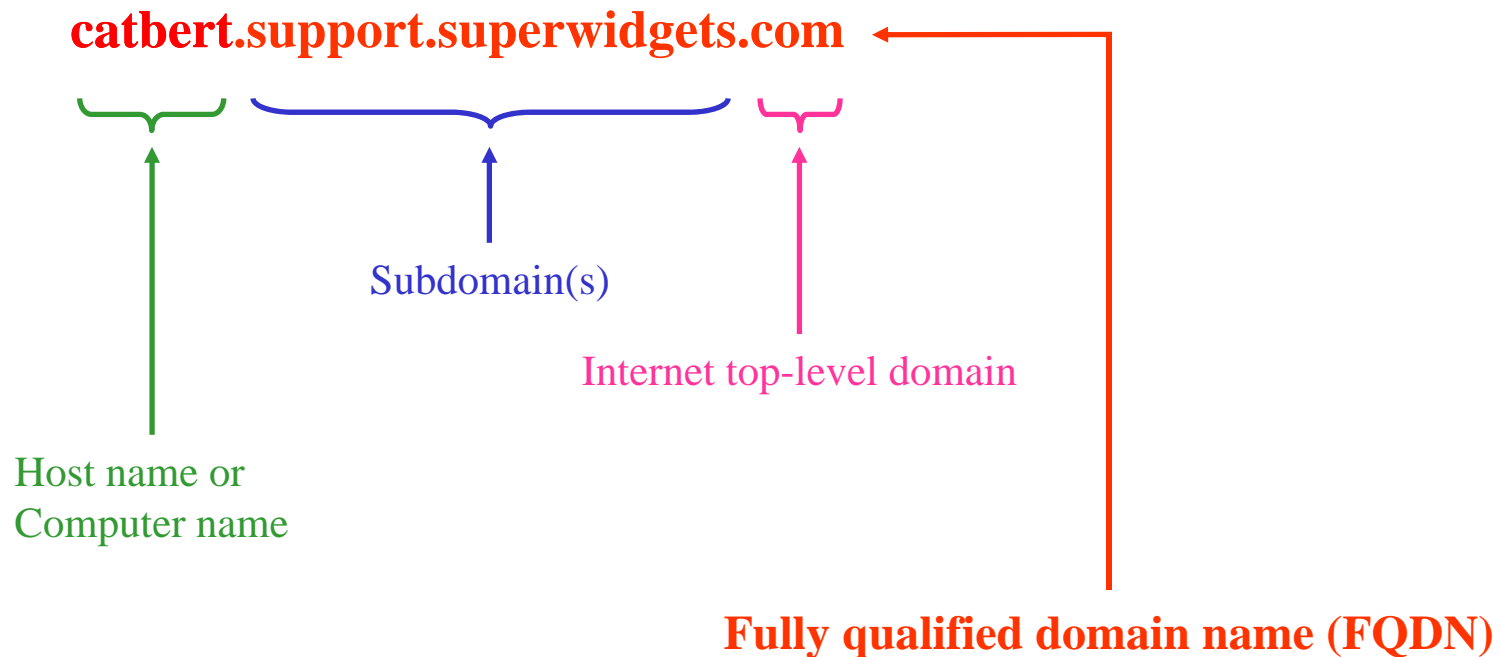 catbert.support.superwidgets.com
Subdomain(s)
Internet top-level domain
Host name or
Computer name
Fully qualified domain name (FQDN)